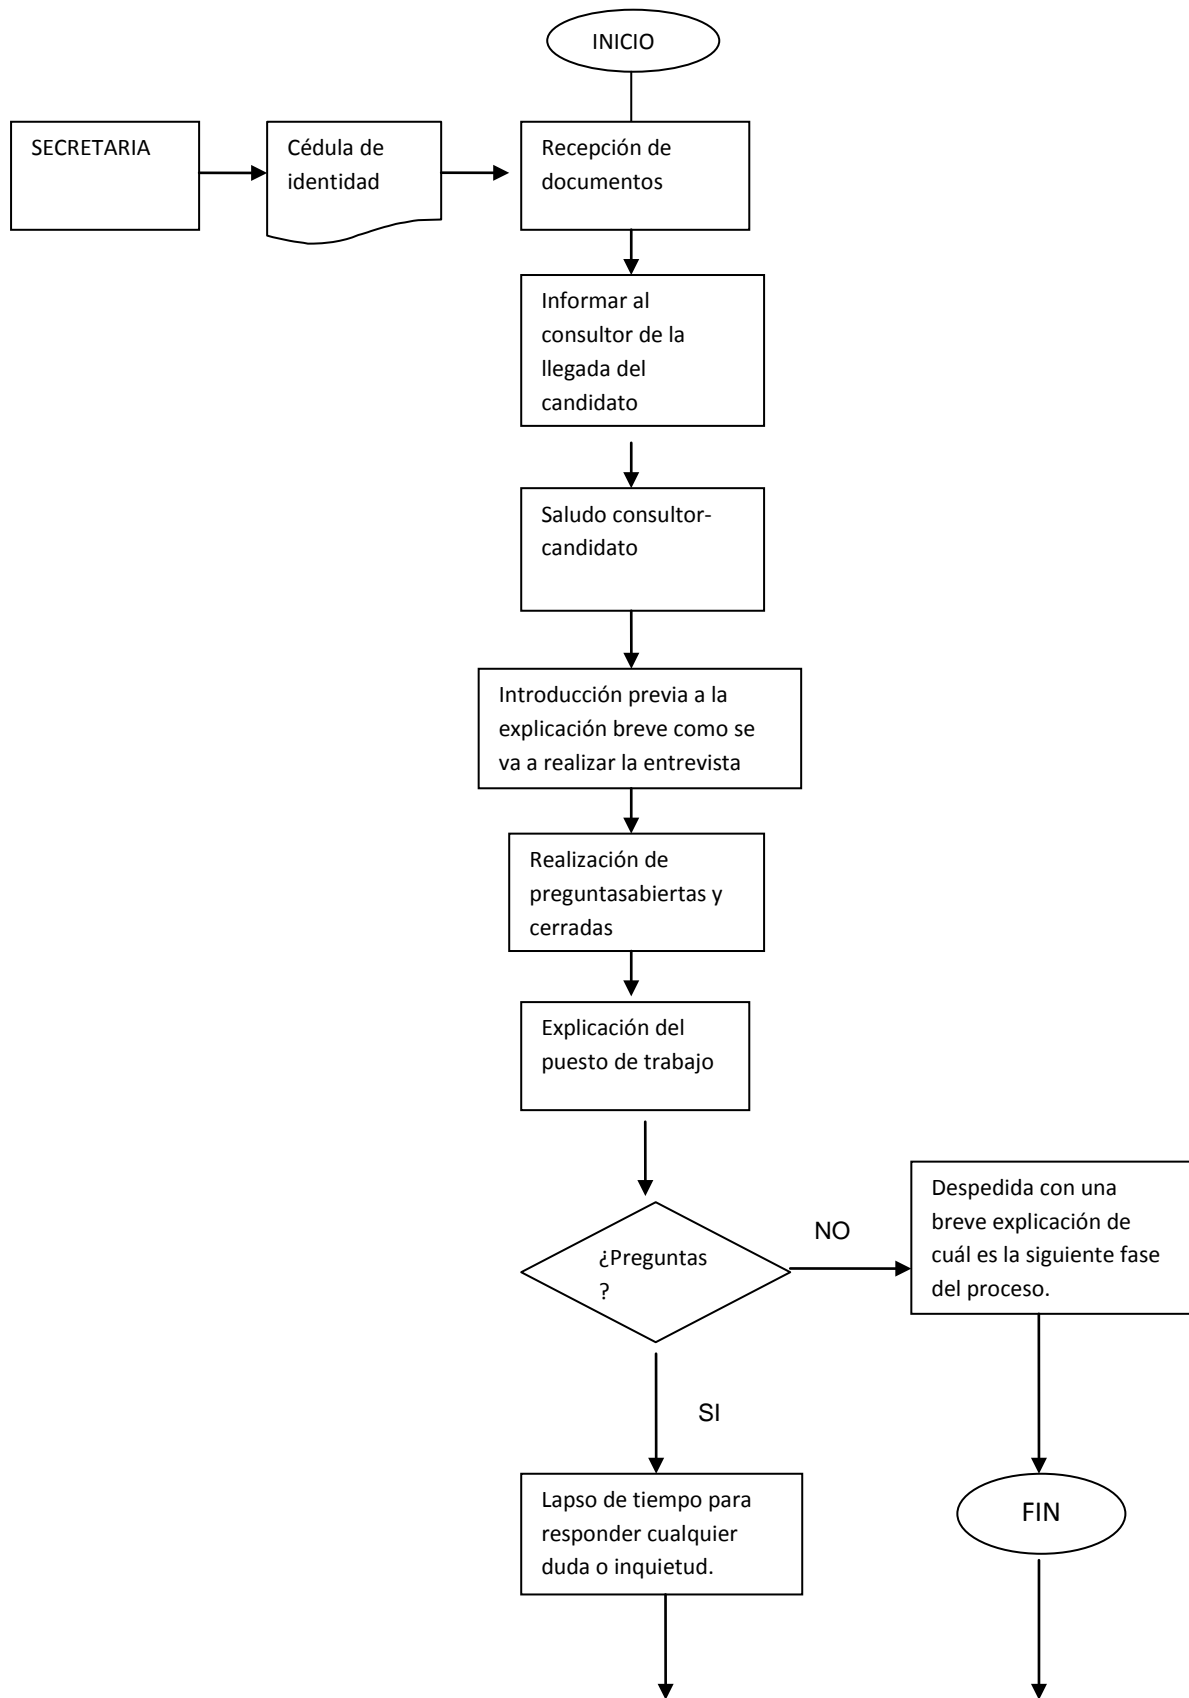 INICIO
SECRETARIA
Cédula de
identidad
Recepción de
documentos
Informar al
consultor de la
llegada del
candidato
Saludo consultor-
candidato
Introducción previa a la
explicación breve como se
va a realizar la entrevista
Realización de
preguntasabiertas y
cerradas
Explicación del
puesto de trabajo
¿Preguntas
?
NO
Despedida con una
breve explicación de
cuál es la siguiente fase
del proceso.
SI
Lapso de tiempo para
responder cualquier
duda o inquietud.
FIN